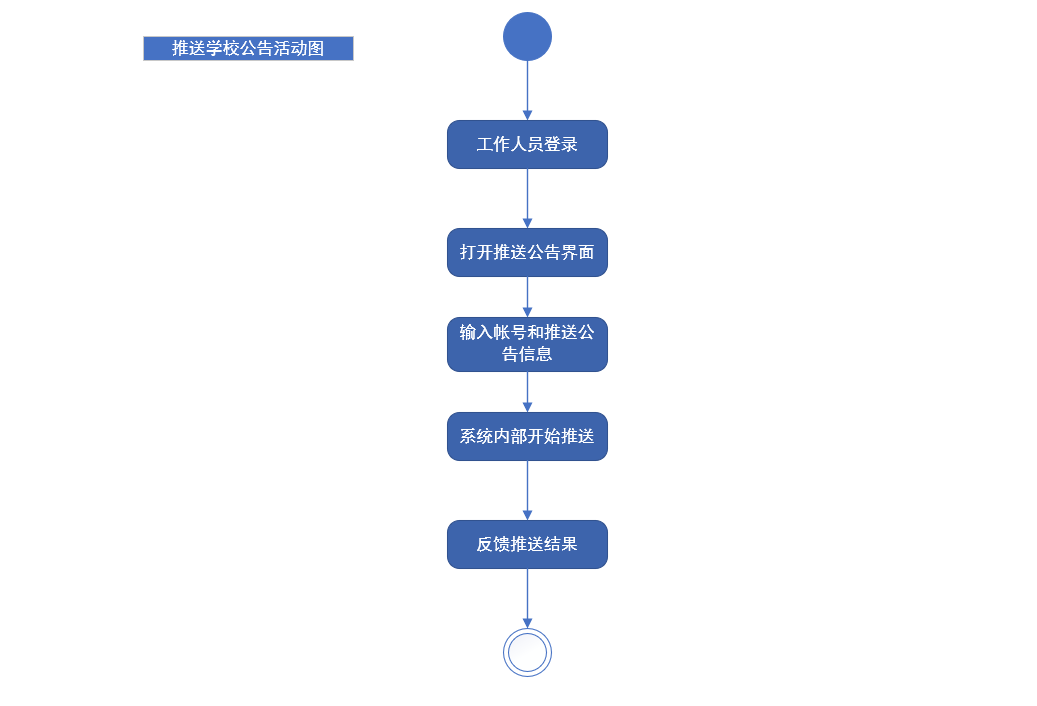 推送学校公告活动图
工作人员登录
打开推送公告界面
输入帐号和推送公
告信息
系统内部开始推送
反馈推送结果